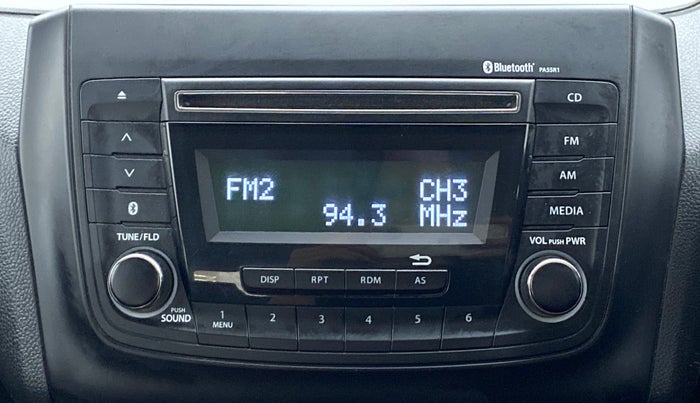 Bluetooth PA55R1
CD
FM
AM
MEDIA
FM2 CH3
94.3 MHz
TUNE/FLD
VOL PUSH PWR
DISP RPT RDM AS
PUSH
SOUND
1 2 3 4 5 6
MENU